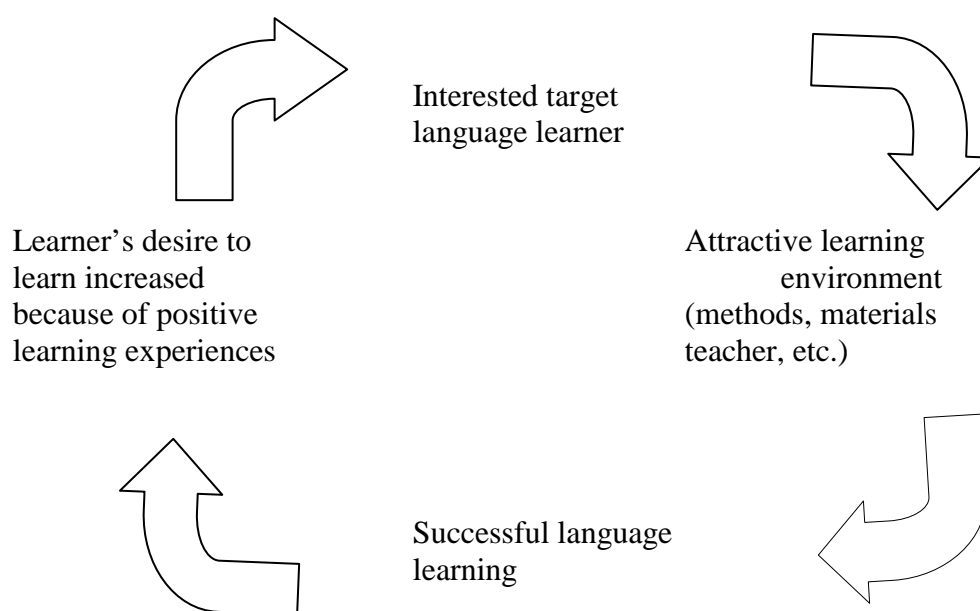 Interested target
language learner
Learner’s desire to
learn increased
because of positive
learning experiences
Attractive learning
environment
(methods, materials
teacher, etc.)
Successful language
learning